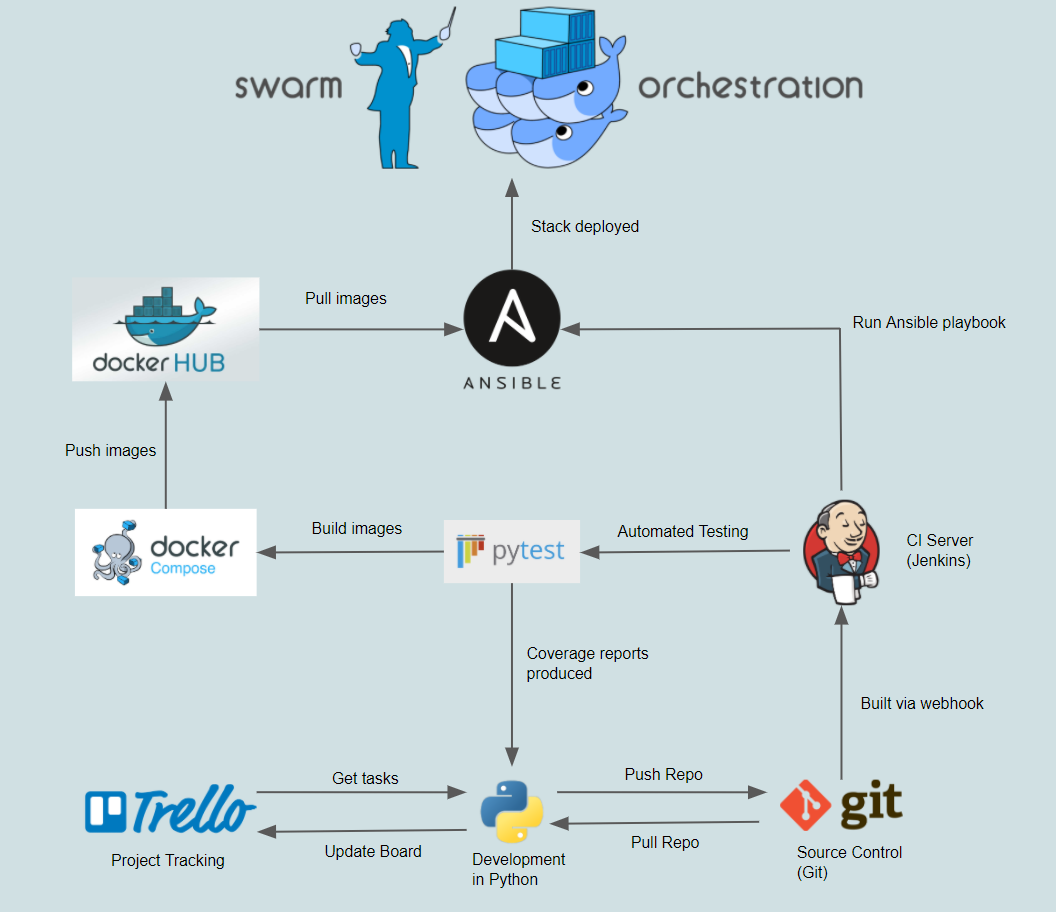 swarm
orchestration
Stack deployed
Pull images
Run Ansible playbook
docker HUB
ANSIBLE
Push images
Build images
Automated Testing
docker
Compose
pytest
CI Server
(Jenkins)
Coverage reports
produced
Built via webhook
Get tasks
Push Repo
Trello
git
Update Board
Pull Repo
Project Tracking
Development
in Python
Source Control
(Git)